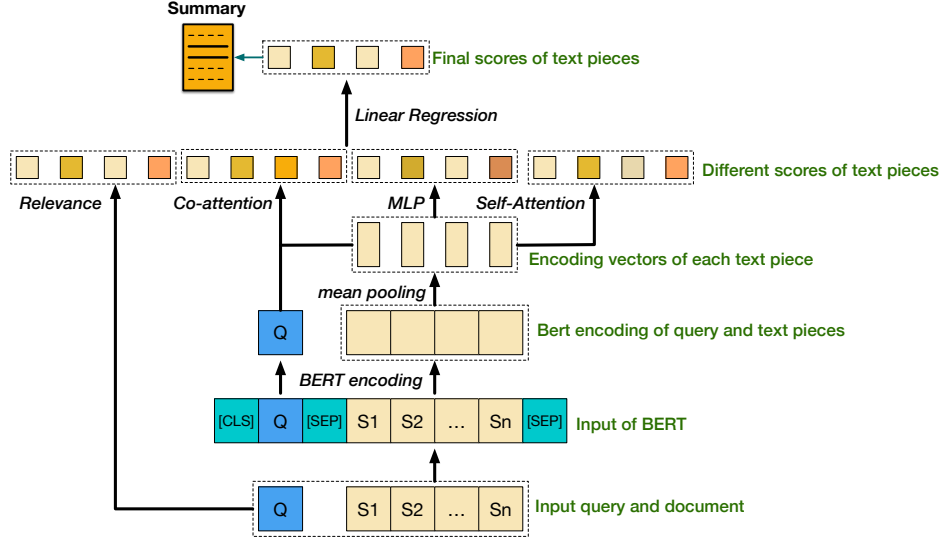 Summary
Final scores of text pieces
Linear Regression
Different scores of text pieces
Relevance
Co-attention
MLP
Self-Attention
Encoding vectors of each text piece
mean pooling
Q
Bert encoding of query and text pieces
BERT encoding
[CLS] Q [SEP] S1 S2 ... Sn [SEP]
Input of BERT
Q S1 S2 ... Sn
Input query and document